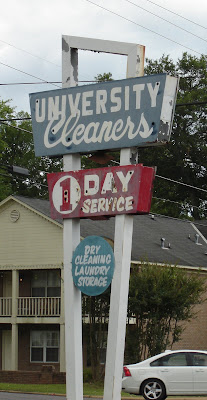 UNIVERSITY
Cleaners
1 DAY
SERVICE
DRY
CLEANING
LAUNDRY
STORAGE